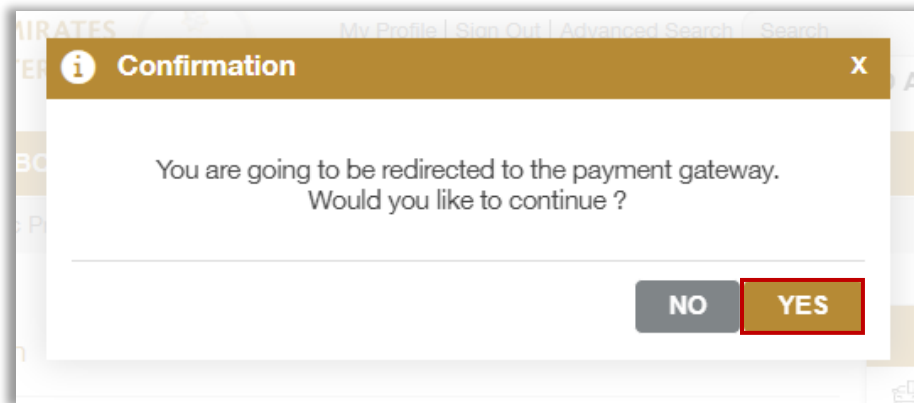 My Profile | Sign Out | Advanced Search Search
Confirmation
X
You are going to be redirected to the payment gateway.
Would you like to continue ?
NO
YES